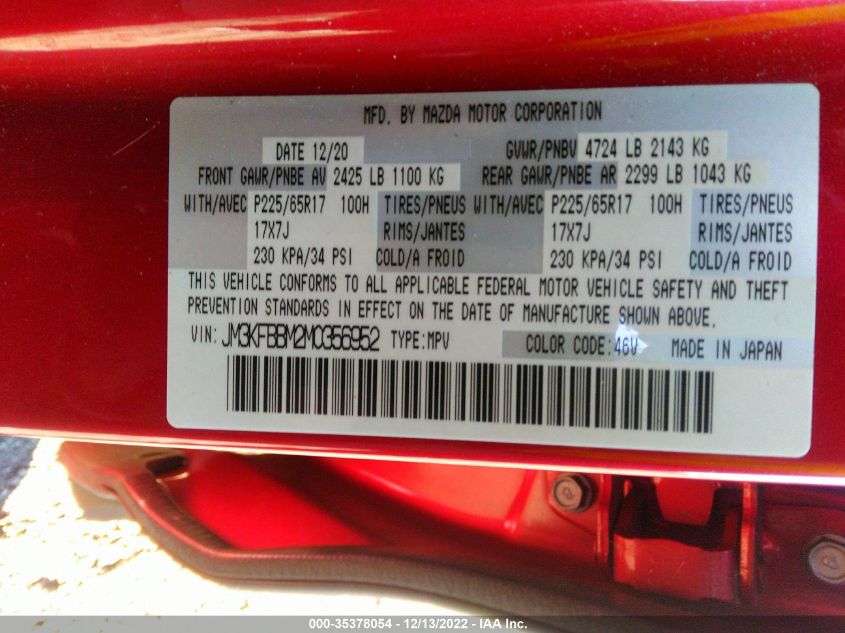 MFD. BY MAZDA MOTOR CORPORATION
DATE 12/20 GVWR/PNBV 4724 LB 2143 KG
FRONT GAWR/PNBE AV 2425 LB 1100 KG REAR GAWR/PNBE AR 2299 LB 1043 KG
WITH/AVEC P225/65R17 100H TIRES/PNEUS WITH/AVEC P225/65R17 100H TIRES/PNEUS
17X7J RIMS/JANTES 17X7J RIMS/JANTES
230 KPA/34 PSI COLD/A FROID 230 KPA/34 PSI COLD/A FROID
THIS VEHICLE CONFORMS TO ALL APPLICABLE FEDERAL MOTOR VEHICLE SAFETY AND THEFT
PREVENTION STANDARDS IN EFFECT ON THE DATE OF MANUFACTURE SHOWN ABOVE.
VIN: JM3KFBBM2M0356952 TYPE:MPV COLOR CODE:46V MADE IN JAPAN
000-35378054 - 12/13/2022 - IAA Inc.